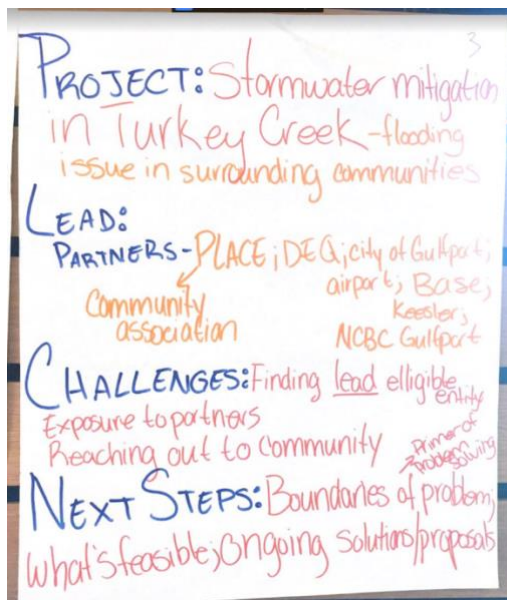 3
PROJECT: Stormwater mitigation
in Turkey Creek - flooding
issue in surrounding communities
LEAD:
PARTNERS - PLACE; DEQ; city of Gulfport;
airport; Base;
Keesler;
NCBC Gulfport
Community
association
CHALLENGES: Finding lead elligible
entity
Exposure to partners
Reaching out to Community
Primer of
problem solving
NEXT STEPS: Boundaries of problem;
what's feasible; Ongoing solutions/proposals